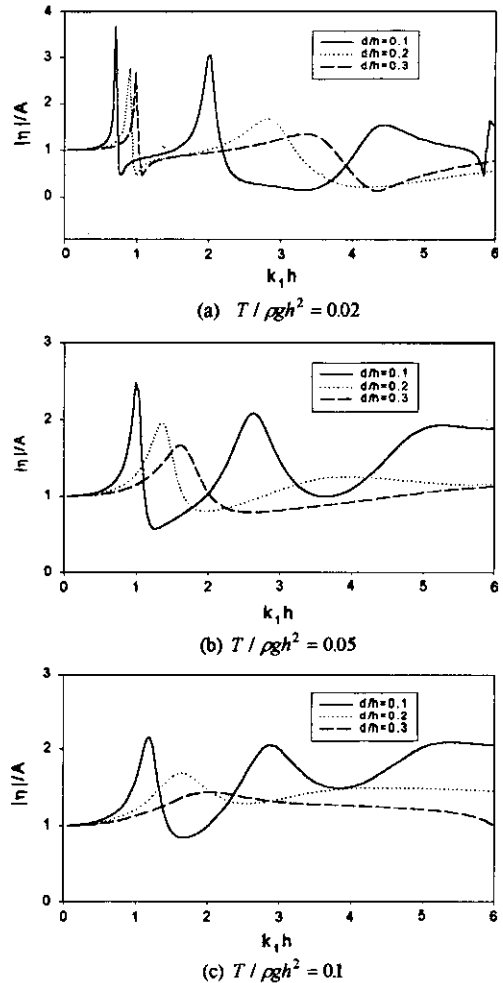 4
3
2
1
0
|η|/A
d/h=0.1
d/h=0.2
d/h=0.3
0 1 2 3 4 5 6
k₁h
(a) T / ρgh² = 0.02
3
2
1
0
|η|/A
d/h=0.1
d/h=0.2
d/h=0.3
0 1 2 3 4 5 6
k₁h
(b) T / ρgh² = 0.05
3
2
1
0
|η|/A
d/h=0.1
d/h=0.2
d/h=0.3
0 1 2 3 4 5 6
k₁h
(c) T / ρgh² = 0.1